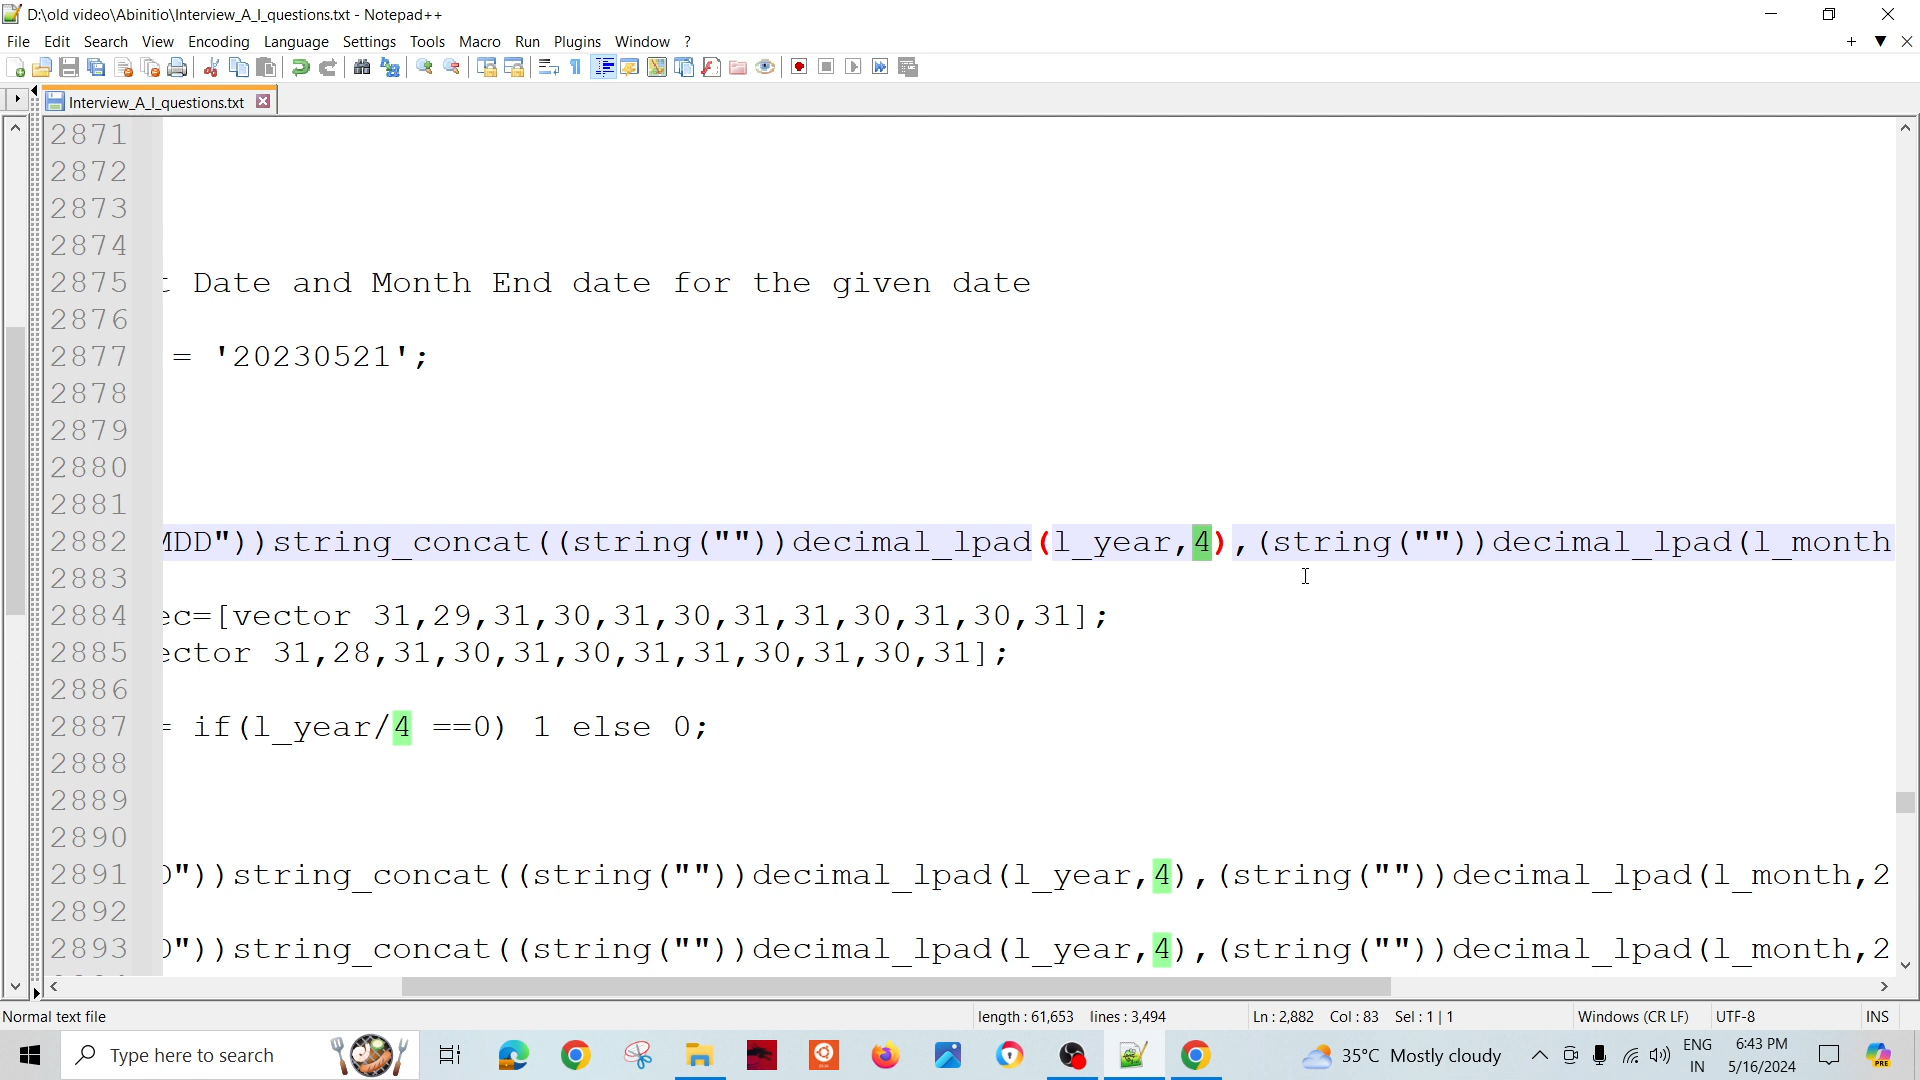 D:\old video\Abinitio\Interview_A_I_questions.txt - Notepad++
File Edit Search View Encoding Language Settings Tools Macro Run Plugins Window ?
Interview_A_I_questions.txt
2871
2872
2873
2874
2875 t Date and Month End date for the given date
2876
2877 = '20230521';
2878
2879
2880
2881
2882 MDD"))string_concat((string(""))decimal_lpad(l_year,4),(string(""))decimal_lpad(l_month
2883
2884 ec=[vector 31,29,31,30,31,30,31,31,30,31,30,31];
2885 ector 31,28,31,30,31,30,31,31,30,31,30,31];
2886
2887 = if(l_year/4 ==0) 1 else 0;
2888
2889
2890
2891 D"))string_concat((string(""))decimal_lpad(l_year,4),(string(""))decimal_lpad(l_month,2
2892
2893 D"))string_concat((string(""))decimal_lpad(l_year,4),(string(""))decimal_lpad(l_month,2
Normal text file length : 61,653 lines : 3,494 Ln : 2,882 Col : 83 Sel : 1 | 1 Windows (CR LF) UTF-8 INS
Type here to search 35°C Mostly cloudy ENG 6:43 PM
IN 5/16/2024 PRE